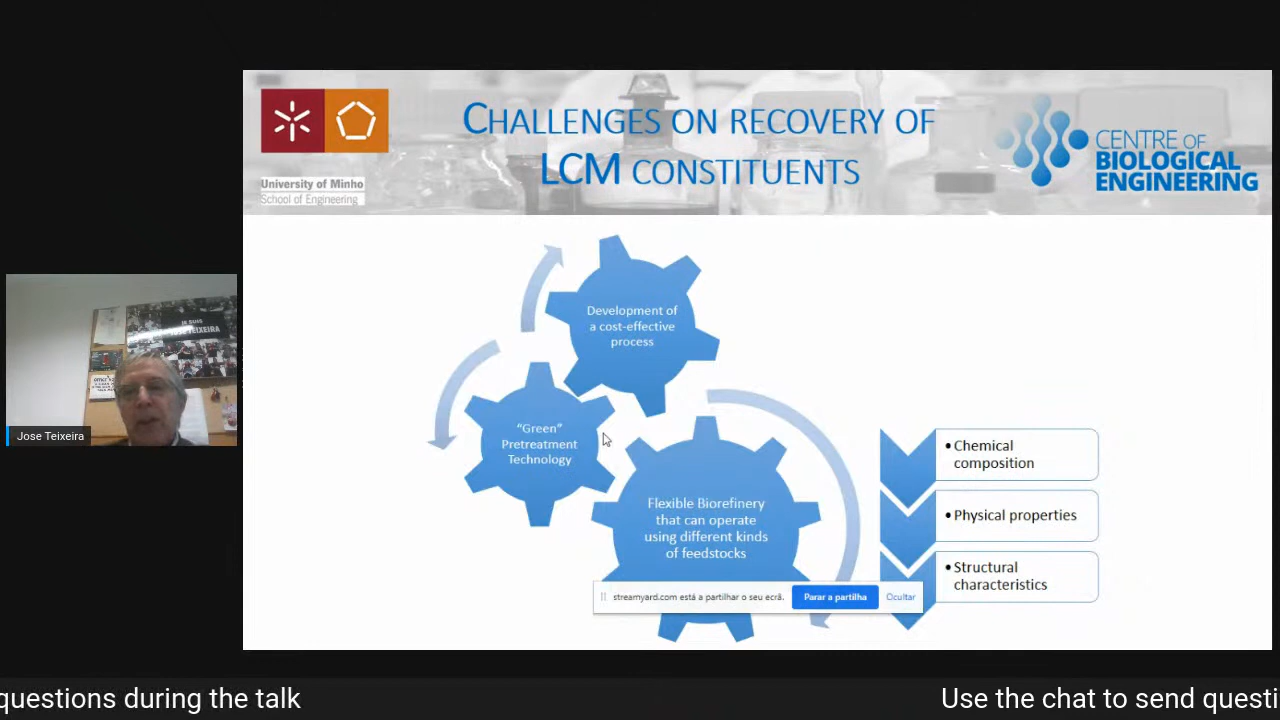 CHALLENGES ON RECOVERY OF
LCM CONSTITUENTS
University of Minho
School of Engineering
CENTRE OF
BIOLOGICAL
ENGINEERING
Development of
a cost-effective
process
"Green"
Pretreatment
Technology
Flexible Biorefinery
that can operate
using different kinds
of feedstocks
• Chemical
composition
• Physical properties
• Structural
characteristics
streamyard.com está a partilhar o seu ecrã.
Parar a partilha
Ocultar
JE SUIS
TEIXEIRA
Jose Teixeira
questions during the talk
Use the chat to send questi